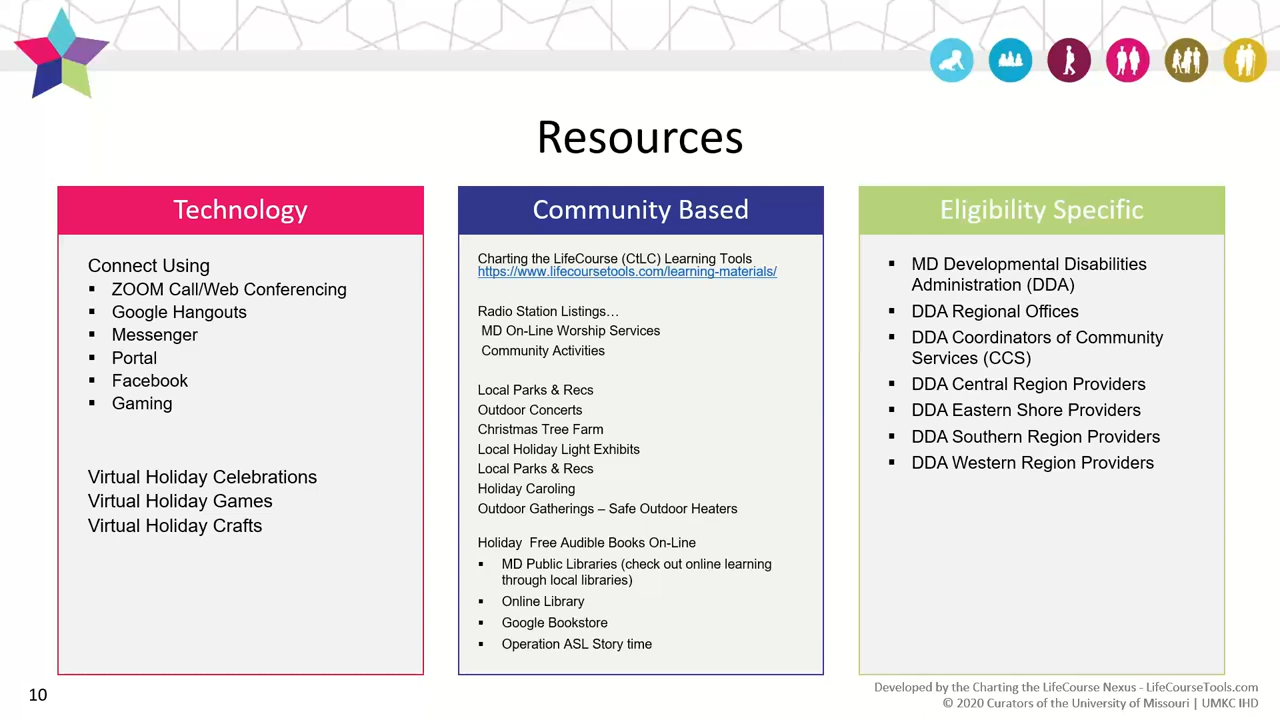 Resources
Technology
Connect Using
▪ ZOOM Call/Web Conferencing
▪ Google Hangouts
▪ Messenger
▪ Portal
▪ Facebook
▪ Gaming
Virtual Holiday Celebrations
Virtual Holiday Games
Virtual Holiday Crafts
Community Based
Charting the LifeCourse (CtLC) Learning Tools
https://www.lifecoursetools.com/learning-materials/
Radio Station Listings…
MD On-Line Worship Services
Community Activities
Local Parks & Recs
Outdoor Concerts
Christmas Tree Farm
Local Holiday Light Exhibits
Local Parks & Recs
Holiday Caroling
Outdoor Gatherings – Safe Outdoor Heaters
Holiday  Free Audible Books On-Line
▪ MD Public Libraries (check out online learning
through local libraries)
▪ Online Library
▪ Google Bookstore
▪ Operation ASL Story time
Eligibility Specific
▪ MD Developmental Disabilities
Administration (DDA)
▪ DDA Regional Offices
▪ DDA Coordinators of Community
Services (CCS)
▪ DDA Central Region Providers
▪ DDA Eastern Shore Providers
▪ DDA Southern Region Providers
▪ DDA Western Region Providers
10
Developed by the Charting the LifeCourse Nexus - LifeCourseTools.com
© 2020 Curators of the University of Missouri | UMKC IHD